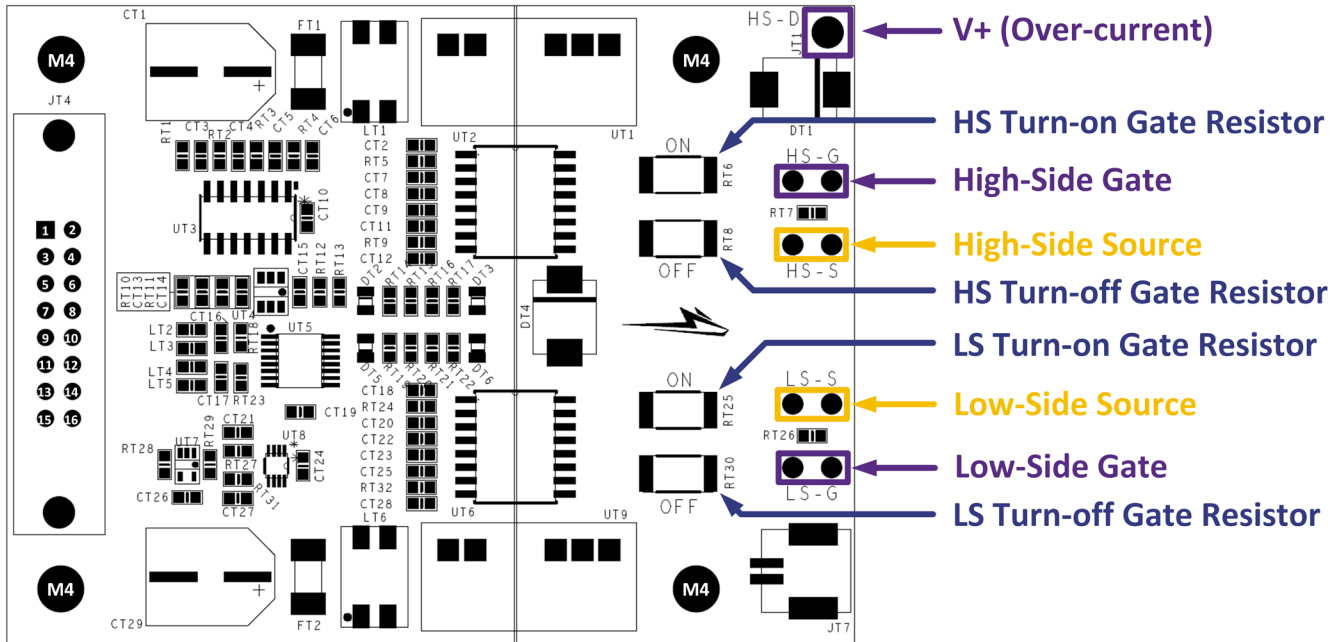 CT1
FT1
HS-D
JT1
V+ (Over-current)
M4
M4
JT4
RT1
CT3
RT2
CT4
RT3
CT5
RT4
CT6
LT1
CT2
RT5
CT7
CT8
CT9
CT11
RT9
CT12
UT2
UT1
DT1
HS Turn-on Gate Resistor
ON
RT6
HS-G
High-Side Gate
RT7
UT3
CT10
RT8
OFF
HS-S
High-Side Source
HS Turn-off Gate Resistor
1 2
3 4
5 6
7 8
9 10
11 12
13 14
15 16
RT10
CT13
RT11
CT14
CT15
RT12
RT13
DT2
RT14
RT15
RT16
RT17
DT3
DT4
LT2
LT3
LT4
LT5
CT16
UT4
RT18
UT5
CT17
RT23
DT5
RT21
RT22
DT6
LS Turn-on Gate Resistor
ON
RT25
LS-S
Low-Side Source
RT26
CT18
RT24
CT20
CT22
CT23
CT25
RT32
CT28
CT19
CT21
RT29
RT28
UT7
RT27
UT8
CT24
CT26
RT31
CT27
RT30
OFF
LS-G
Low-Side Gate
LS Turn-off Gate Resistor
LT6
UT6
UT9
M4
M4
CT29
FT2
JT7